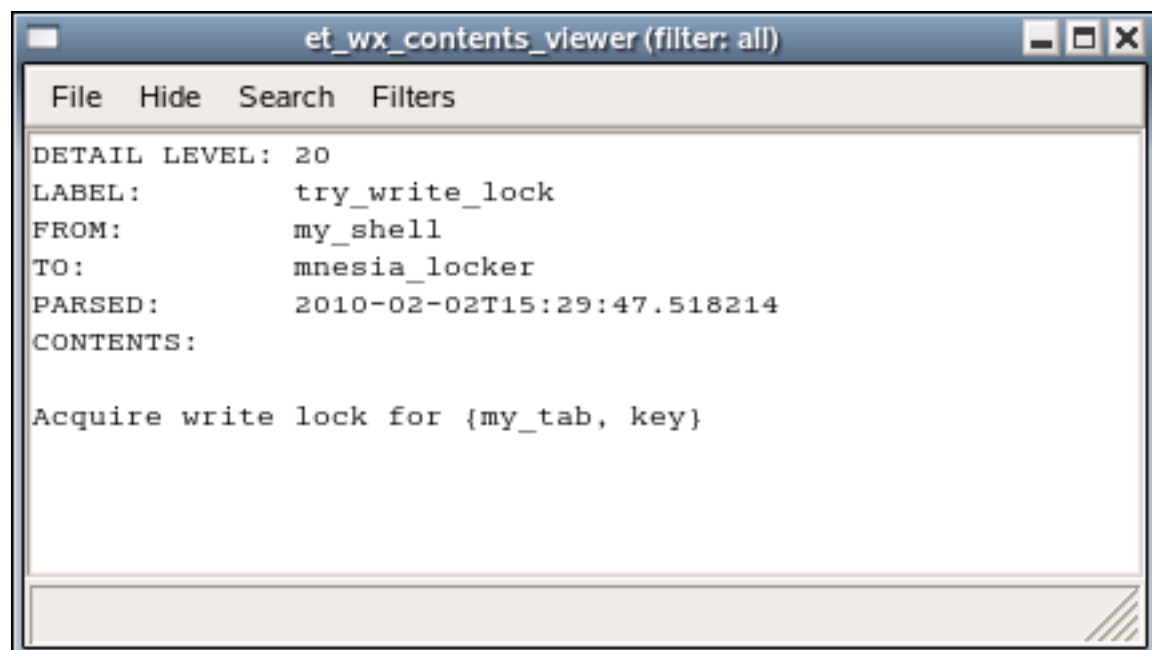 et_wx_contents_viewer (filter: all)
File Hide Search Filters
DETAIL LEVEL: 20
LABEL: try_write_lock
FROM: my_shell
TO: mnesia_locker
PARSED: 2010-02-02T15:29:47.518214
CONTENTS:
Acquire write lock for {my_tab, key}